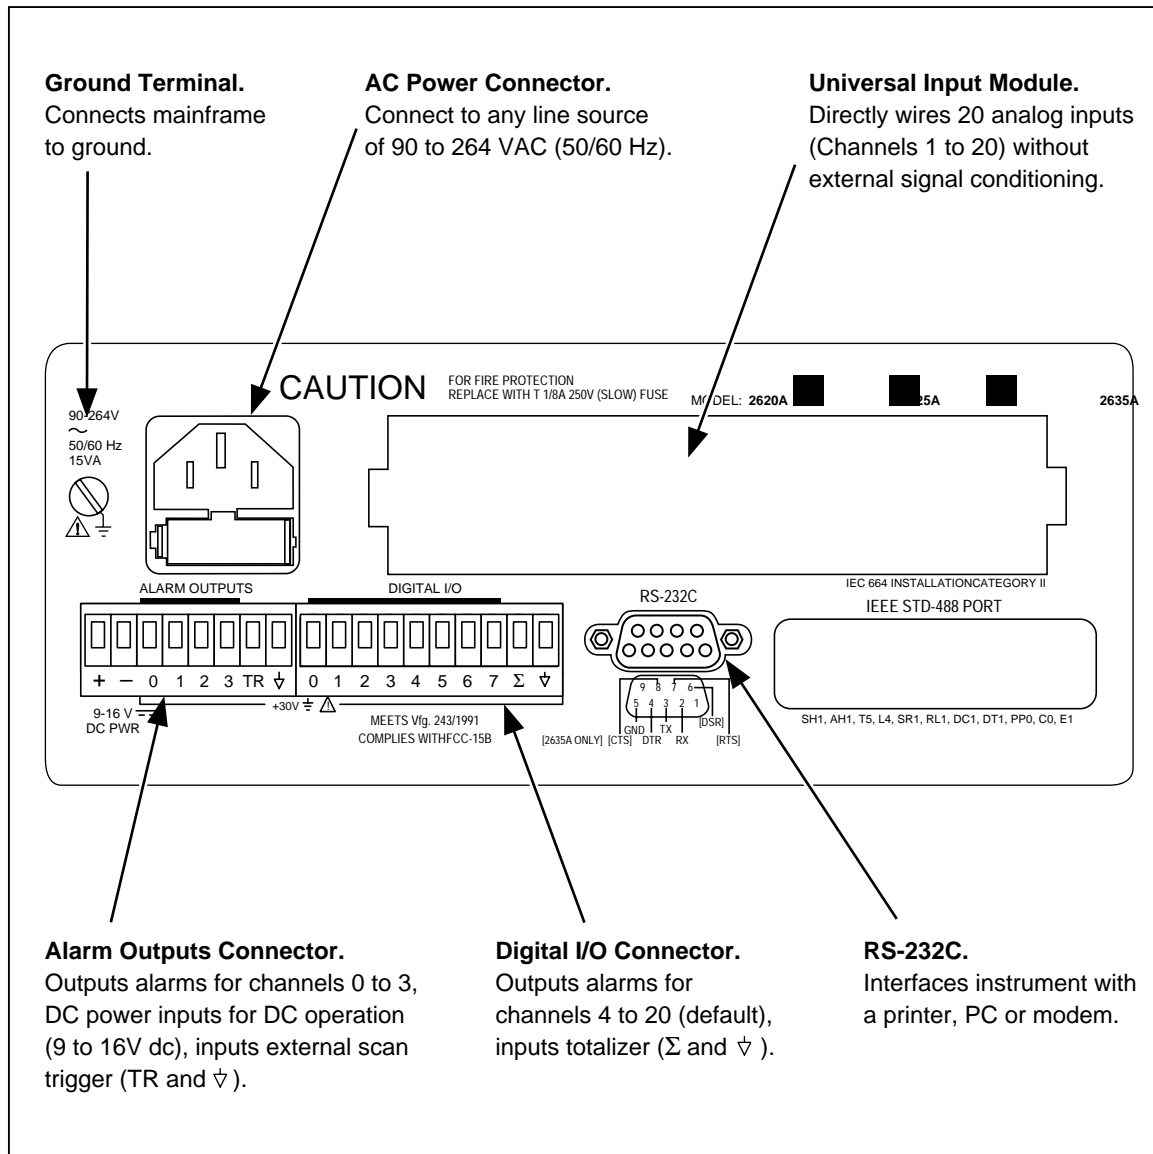 Ground Terminal.
Connects mainframe
to ground.
AC Power Connector.
Connect to any line source
of 90 to 264 VAC (50/60 Hz).
Universal Input Module.
Directly wires 20 analog inputs
(Channels 1 to 20) without
external signal conditioning.
CAUTION
FOR FIRE PROTECTION
REPLACE WITH T 1/8A 250V (SLOW) FUSE
MODEL: 2620A 25A 2635A
90-264V
50/60 Hz
15VA
IEC 664 INSTALLATIONCATEGORY II
ALARM OUTPUTS
DIGITAL I/O
RS-232C
IEEE STD-488 PORT
+ − 0 1 2 3 TR ⏚
0 1 2 3 4 5 6 7 Σ ⏚
9-16 V
DC PWR
+30V
MEETS Vfg. 243/1991
COMPLIES WITHFCC-15B
9 8 7 6
5 4 3 2 1
GND TX [DSR]
[2635A ONLY] [CTS] DTR RX [RTS]
SH1, AH1, T5, L4, SR1, RL1, DC1, DT1, PP0, C0, E1
Alarm Outputs Connector.
Outputs alarms for channels 0 to 3,
DC power inputs for DC operation
(9 to 16V dc), inputs external scan
trigger (TR and ⏚ ).
Digital I/O Connector.
Outputs alarms for
channels 4 to 20 (default),
inputs totalizer (Σ and ⏚ ).
RS-232C.
Interfaces instrument with
a printer, PC or modem.